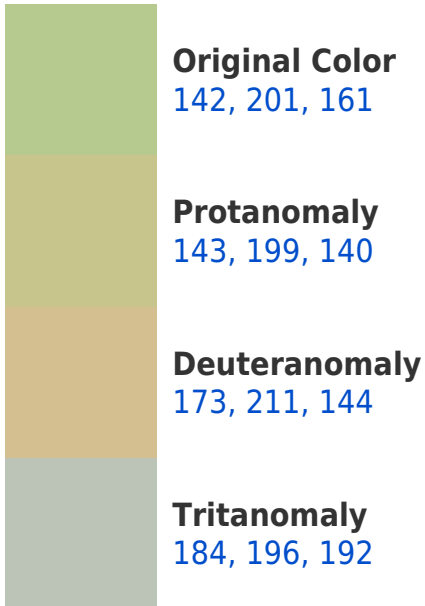 Original Color
142, 201, 161
Protanomaly
143, 199, 140
Deuteranomaly
173, 211, 144
Tritanomaly
184, 196, 192